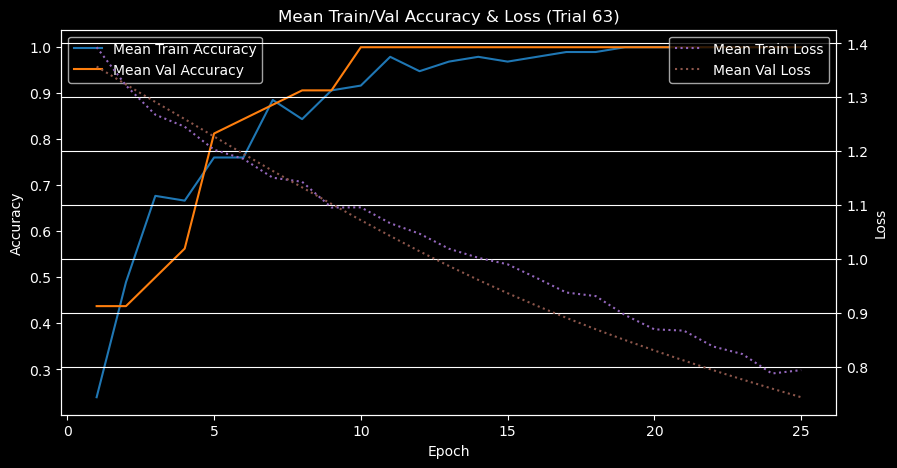 Mean Train/Val Accuracy & Loss (Trial 63)
Mean Train Accuracy
Mean Val Accuracy
Mean Train Loss
Mean Val Loss
1.0
0.9
0.8
0.7
0.6
0.5
0.4
0.3
Accuracy
1.4
1.3
1.2
1.1
1.0
0.9
0.8
Loss
0 5 10 15 20 25
Epoch